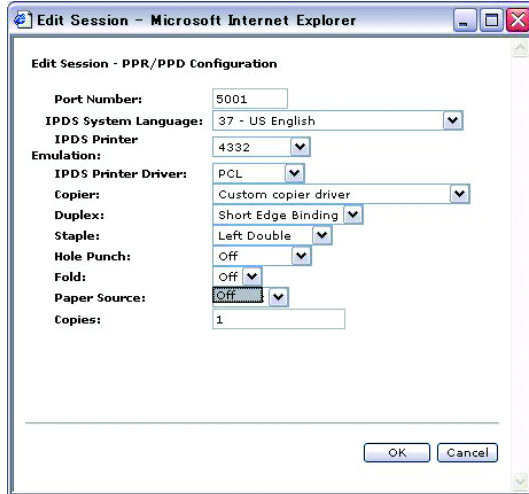 Edit Session - Microsoft Internet Explorer
Edit Session - PPR/PPD Configuration
Port Number: 5001
IPDS System Language: 37 - US English
IPDS Printer
Emulation: 4332
IPDS Printer Driver: PCL
Copier: Custom copier driver
Duplex: Short Edge Binding
Staple: Left Double
Hole Punch: Off
Fold: Off
Paper Source: Off
Copies: 1
OK Cancel